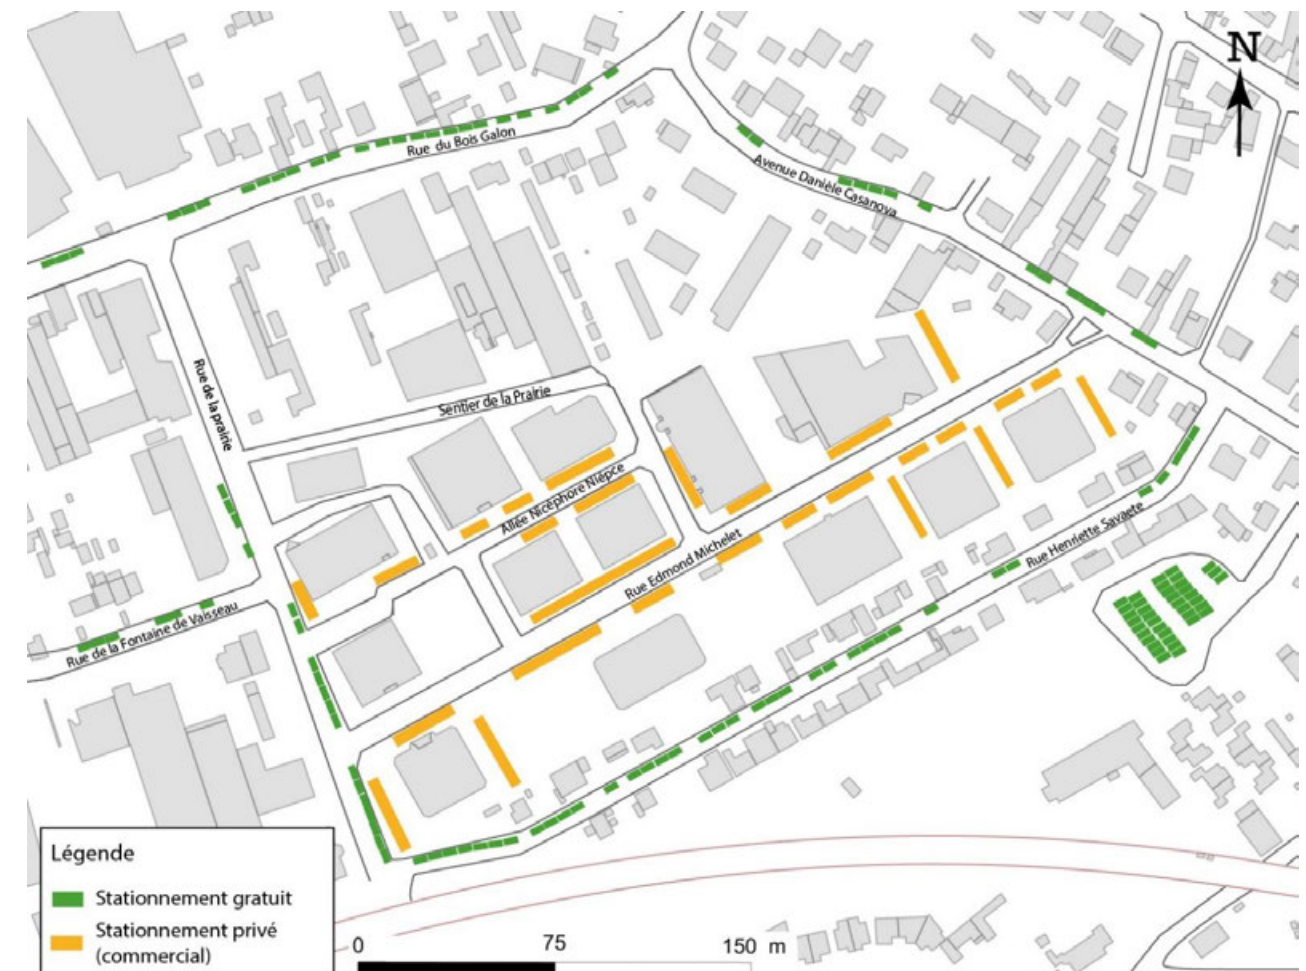 N
Rue du Bois Galon
Avenue Danièle Casanova
Rue de la prairie
Sentier de la Prairie
Allée Nicéphore Niépce
Rue Edmond Michelet
Rue Henriette Savaete
Rue de la Fontaine de Vaisseau
Légende
Stationnement gratuit
Stationnement privé
(commercial)
0 75 150 m